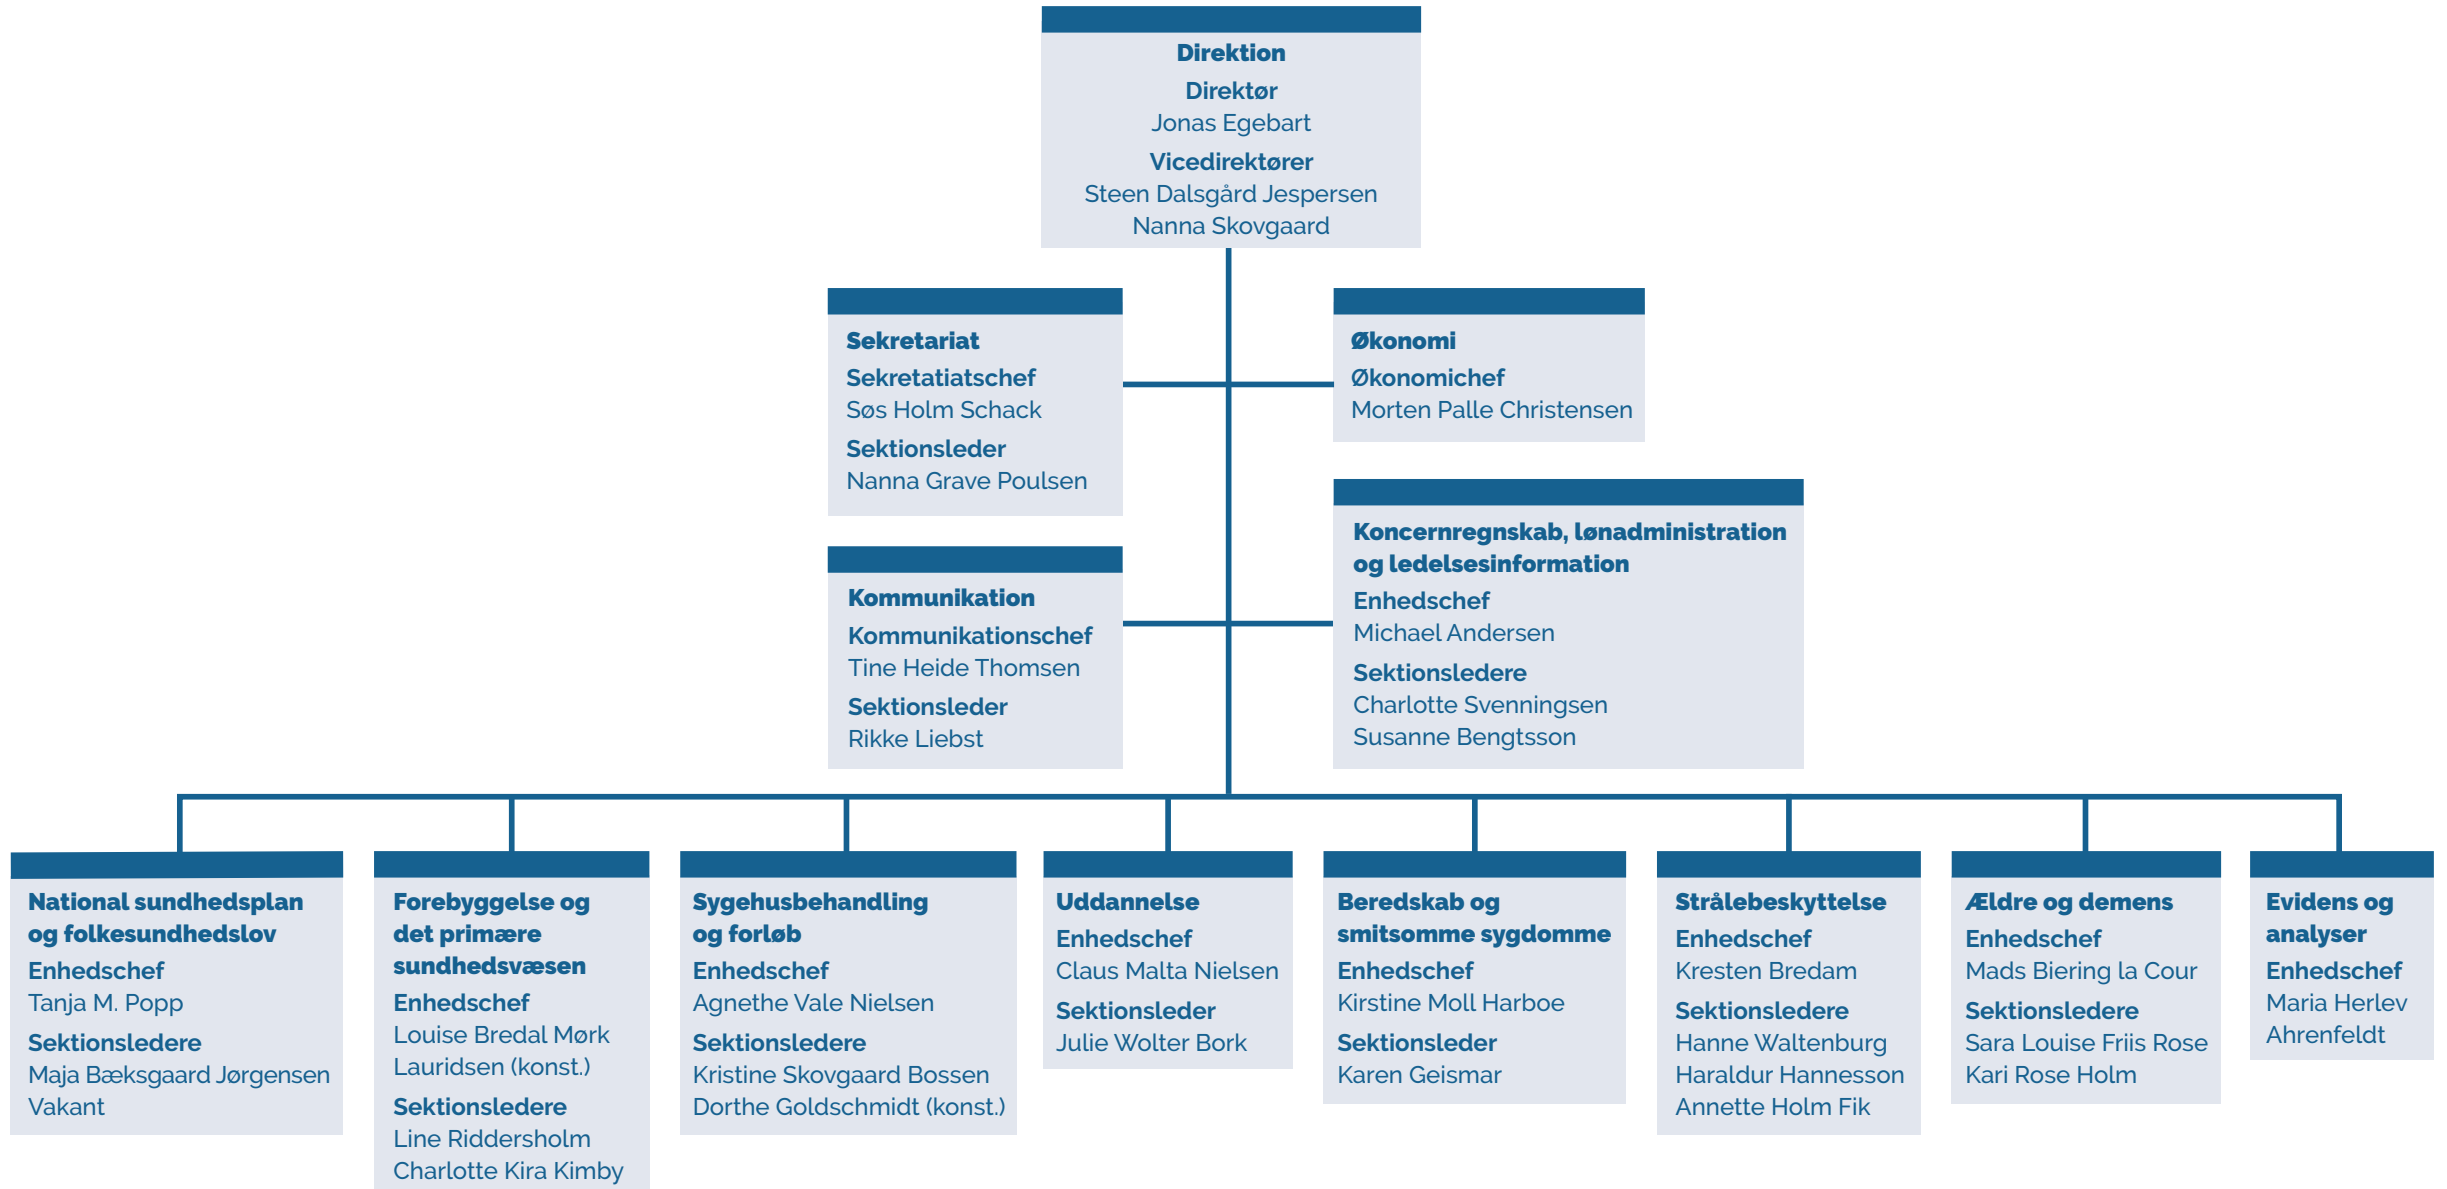 Direktion
Direktør
Jonas Egebart
Vicedirektører
Steen Dalsgård Jespersen
Nanna Skovgaard
Sekretariat
Sekretatiatschef
Søs Holm Schack
Sektionsleder
Nanna Grave Poulsen
Økonomi
Økonomichef
Morten Palle Christensen
Kommunikation
Kommunikationschef
Tine Heide Thomsen
Sektionsleder
Rikke Liebst
Koncernregnskab, lønadministration
og ledelsesinformation
Enhedschef
Michael Andersen
Sektionsledere
Charlotte Svenningsen
Susanne Bengtsson
National sundhedsplan
og folkesundhedslov
Enhedschef
Tanja M. Popp
Sektionsledere
Maja Bæksgaard Jørgensen
Vakant
Forebyggelse og
det primære
sundhedsvæsen
Enhedschef
Louise Bredal Mørk
Lauridsen (konst.)
Sektionsledere
Line Riddersholm
Charlotte Kira Kimby
Sygehusbehandling
og forløb
Enhedschef
Agnethe Vale Nielsen
Sektionsledere
Kristine Skovgaard Bossen
Dorthe Goldschmidt (konst.)
Uddannelse
Enhedschef
Claus Malta Nielsen
Sektionsleder
Julie Wolter Bork
Beredskab og
smitsomme sygdomme
Enhedschef
Kirstine Moll Harboe
Sektionsleder
Karen Geismar
Strålebeskyttelse
Enhedschef
Kresten Bredam
Sektionsledere
Hanne Waltenburg
Haraldur Hannesson
Annette Holm Fik
Ældre og demens
Enhedschef
Mads Biering la Cour
Sektionsledere
Sara Louise Friis Rose
Kari Rose Holm
Evidens og
analyser
Enhedschef
Maria Herlev
Ahrenfeldt